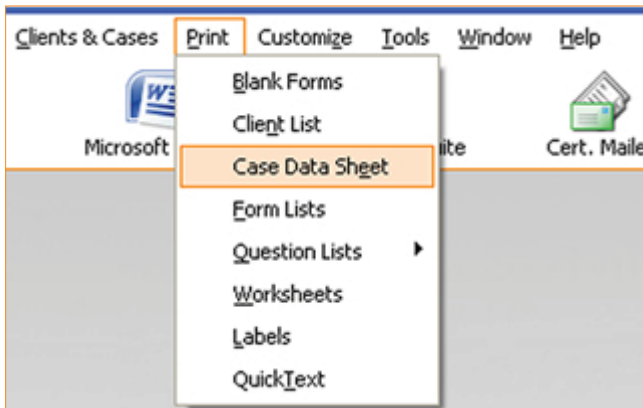 Clients & Cases Print Customize Tools Window Help
Blank Forms
Client List
Microsoft
Cert. Maile
Case Data Sheet
Form Lists
Question Lists
Worksheets
Labels
QuickText